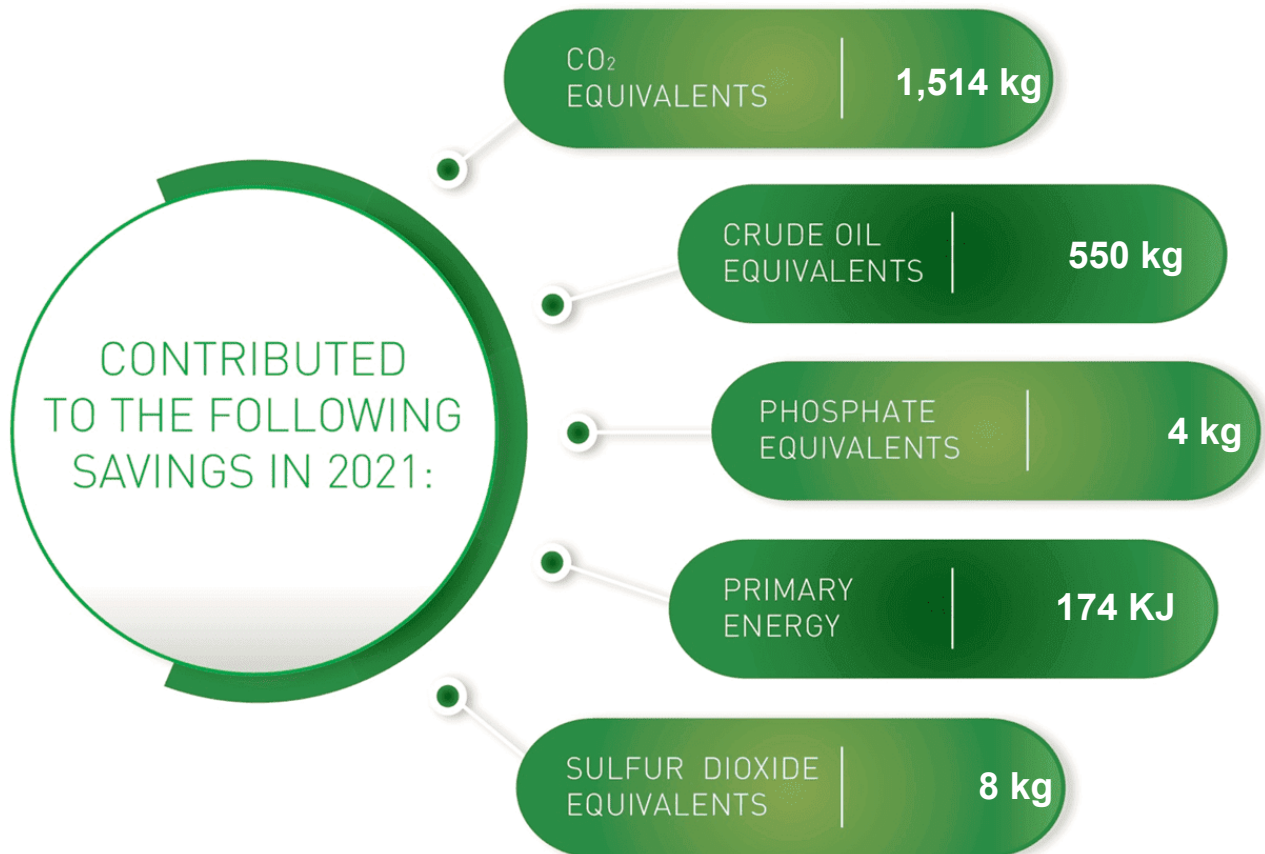 CONTRIBUTED
TO THE FOLLOWING
SAVINGS IN 2021:
CO₂
EQUIVALENTS
1,514 kg
CRUDE OIL
EQUIVALENTS
550 kg
PHOSPHATE
EQUIVALENTS
4 kg
PRIMARY
ENERGY
174 KJ
SULFUR DIOXIDE
EQUIVALENTS
8 kg